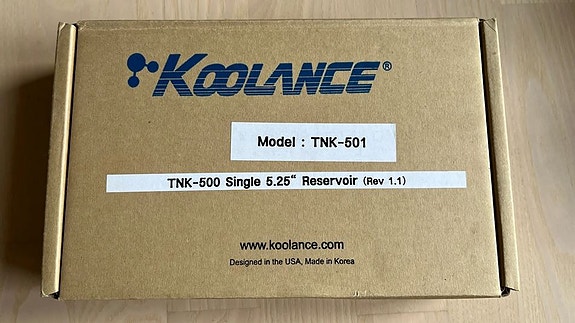 KOOLANCE®
Model : TNK-501
TNK-500 Single 5.25“ Reservoir (Rev 1.1)
www.koolance.com
Designed in the USA, Made in Korea